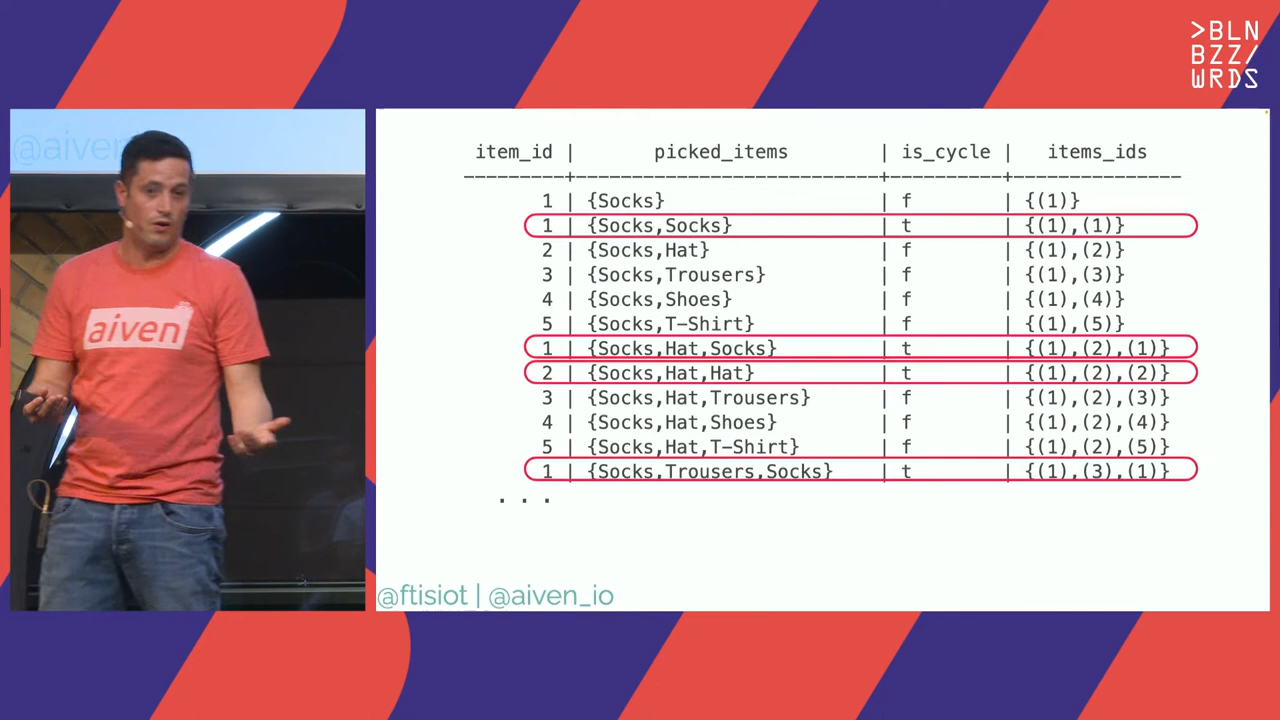 >BLN
BZZ/
WRDS
@aiven
aiven
item_id | picked_items | is_cycle | items_ids
---------+--------------------------+----------+---------------
1 | {Socks} | f | {(1)}
1 | {Socks,Socks} | t | {(1),(1)}
2 | {Socks,Hat} | f | {(1),(2)}
3 | {Socks,Trousers} | f | {(1),(3)}
4 | {Socks,Shoes} | f | {(1),(4)}
5 | {Socks,T-Shirt} | f | {(1),(5)}
1 | {Socks,Hat,Socks} | t | {(1),(2),(1)}
2 | {Socks,Hat,Hat} | t | {(1),(2),(2)}
3 | {Socks,Hat,Trousers} | f | {(1),(2),(3)}
4 | {Socks,Hat,Shoes} | f | {(1),(2),(4)}
5 | {Socks,Hat,T-Shirt} | f | {(1),(2),(5)}
1 | {Socks,Trousers,Socks} | t | {(1),(3),(1)}
. . .
@ftisiot | @aiven_io